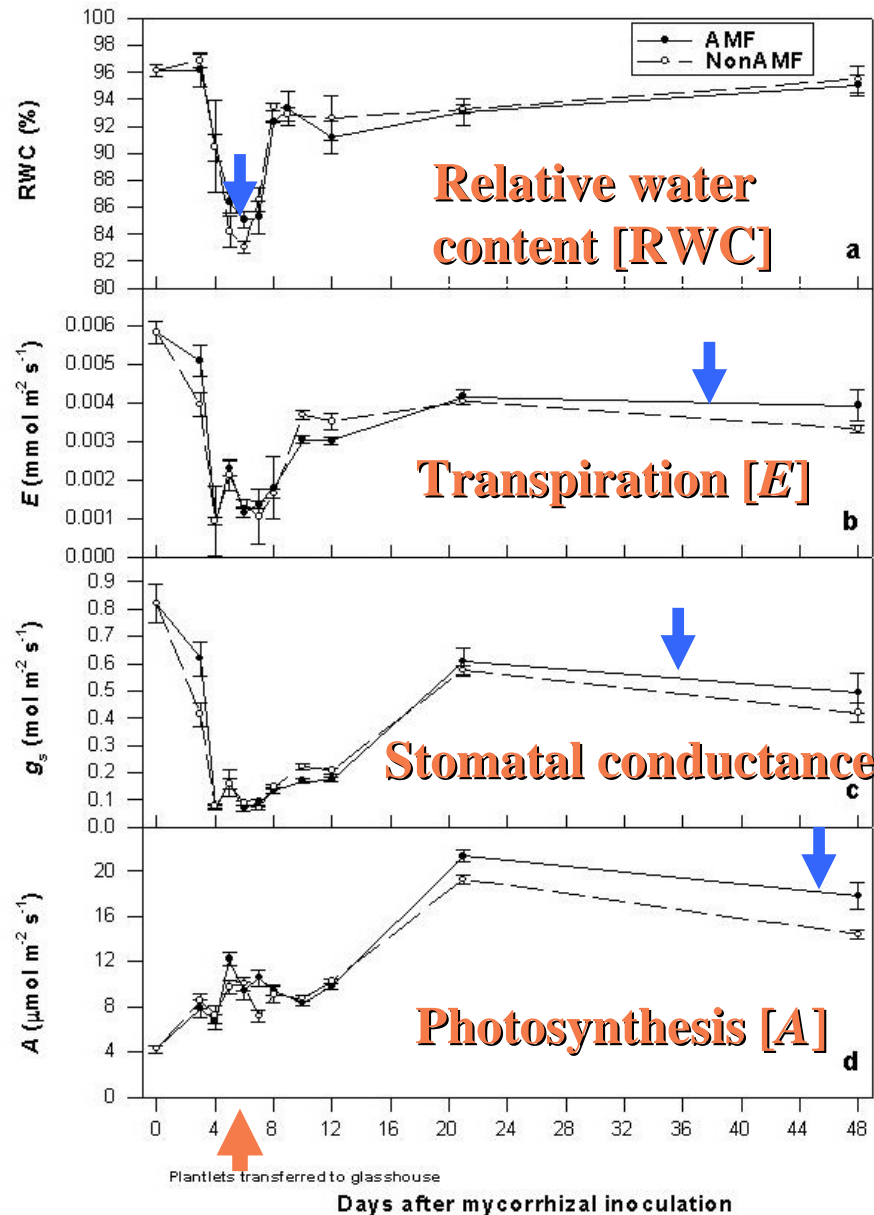 100
98
96
94
92
90
88
86
84
82
80
RWC (%)
AMF
NonAMF
Relative water
content [RWC]
a
0.006
0.005
0.004
0.003
0.002
0.001
0.000
E (mmol m⁻² s⁻¹)
Transpiration [E]
b
0.9
0.8
0.7
0.6
0.5
0.4
0.3
0.2
0.1
0.0
gₛ (mol m⁻² s⁻¹)
Stomatal conductance
c
20
16
12
8
4
0
A (μmol m⁻² s⁻¹)
Photosynthesis [A]
d
0 4 8 12 16 20 24 28 32 36 40 44 48
Plantlets transferred to glasshouse
Days after mycorrhizal inoculation